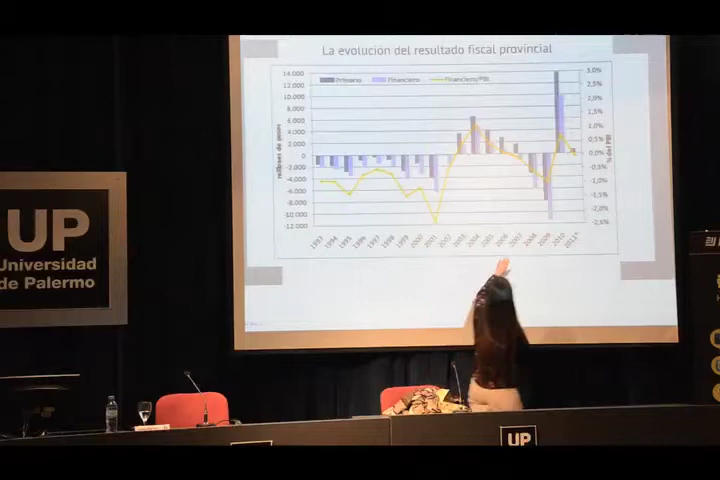 La evolución del resultado fiscal provincial
Primario Financiero Financiero/PBI
14.000
12.000
10.000
8.000
6.000
4.000
2.000
0
-2.000
-4.000
-6.000
-8.000
-10.000
-12.000
millones de pesos
3,0%
2,5%
2,0%
1,5%
1,0%
0,5%
0,0%
-0,5%
-1,0%
-1,5%
-2,0%
-2,5%
% del PBI
1993 1994 1995 1996 1997 1998 1999 2000 2001 2002 2003 2004 2005 2006 2007 2008 2009 2010 2011*
UP
Universidad
de Palermo
UP